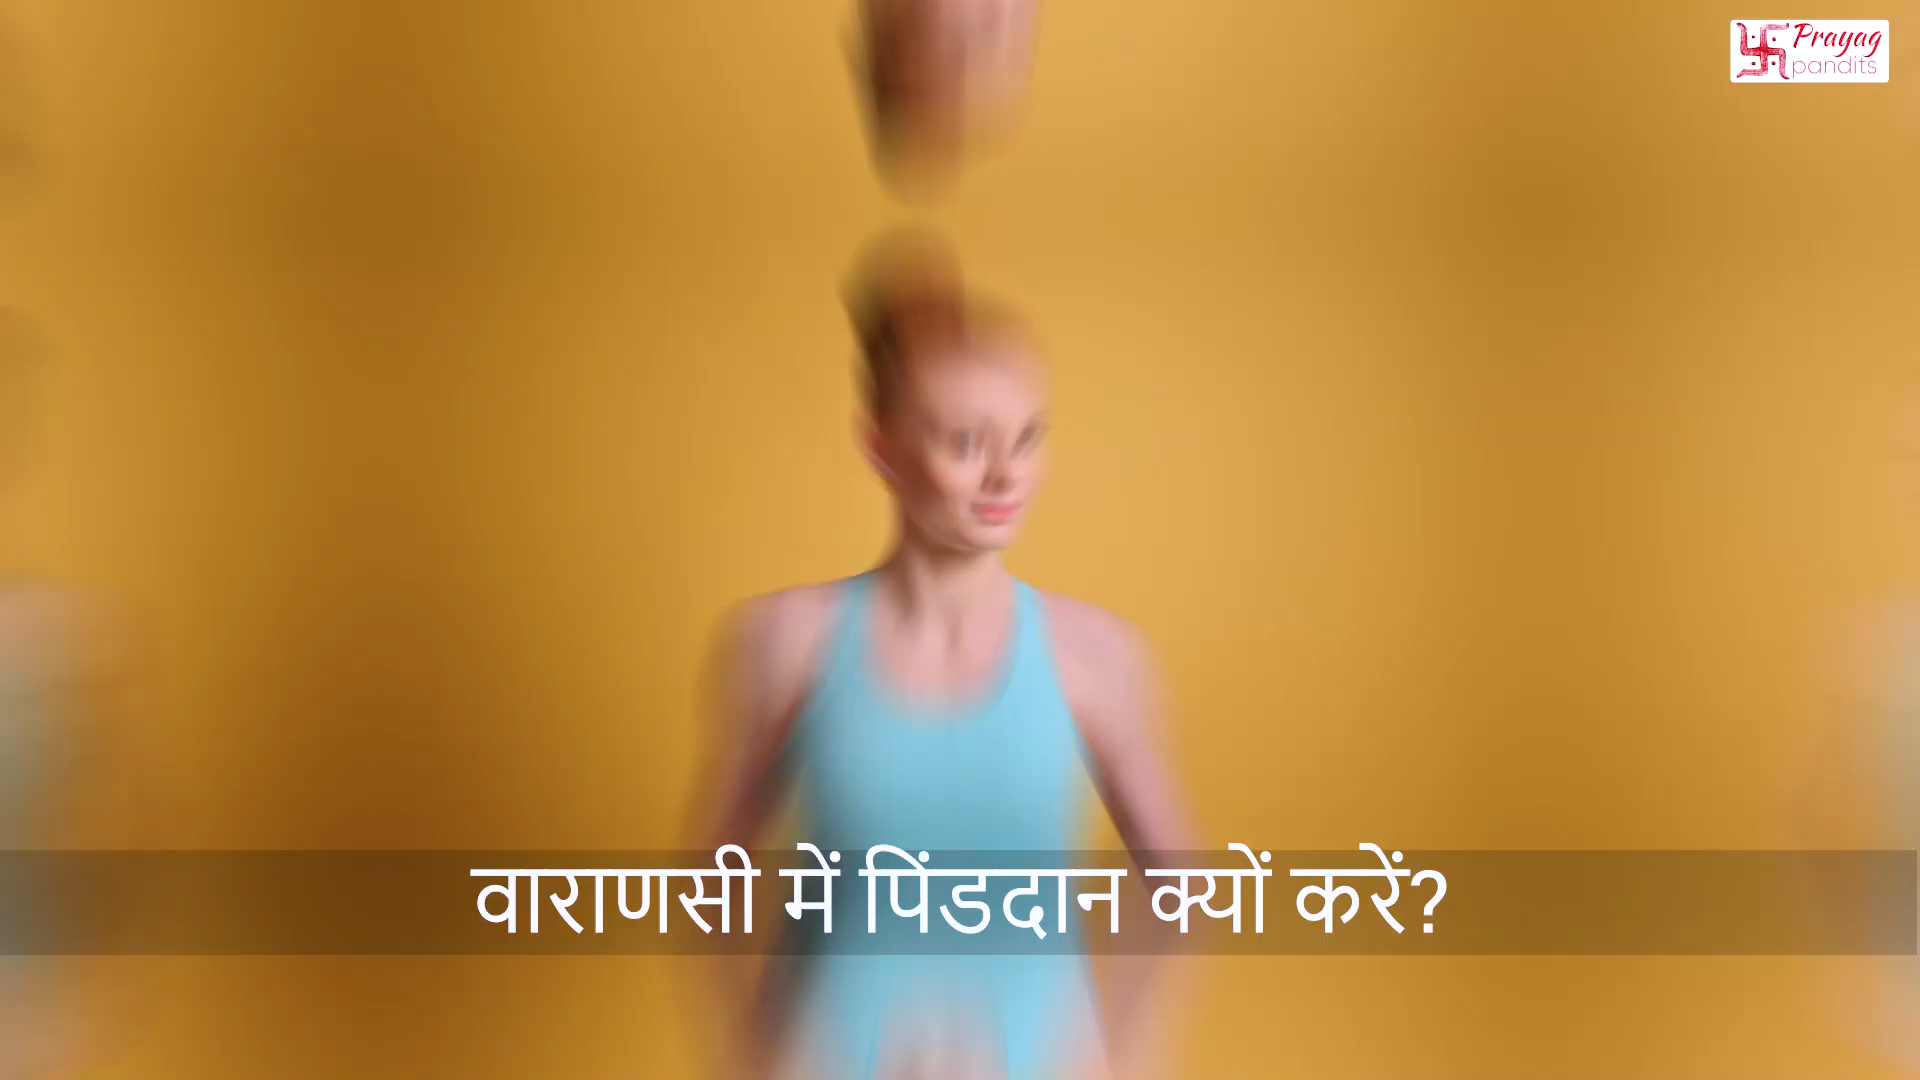 Prayag
pandits
वाराणसी में पिंडदान क्यों करें?